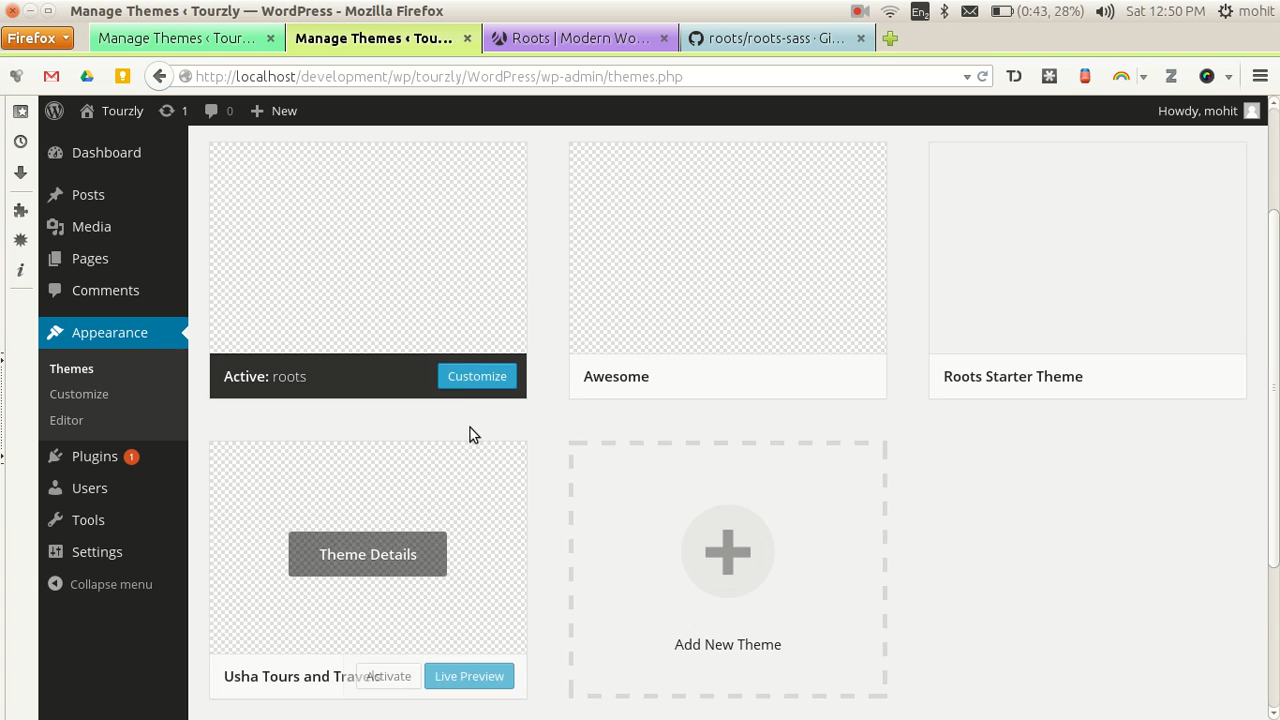 Manage Themes ‹ Tourzly — WordPress - Mozilla Firefox
En2 (0:43, 28%) Sat 12:50 PM mohit
Firefox Manage Themes ‹ Tour... Manage Themes ‹ Tou... Roots | Modern Wo... roots/roots-sass · Gi...
http://localhost/development/wp/tourzly/WordPress/wp-admin/themes.php
Tourzly 1 0 New Howdy, mohit
Dashboard
Posts
Media
Pages
Comments
Appearance
Themes
Customize
Editor
Plugins 1
Users
Tools
Settings
Collapse menu
Active: roots Customize
Awesome
Roots Starter Theme
Theme Details
Usha Tours and Travels Activate Live Preview
Add New Theme